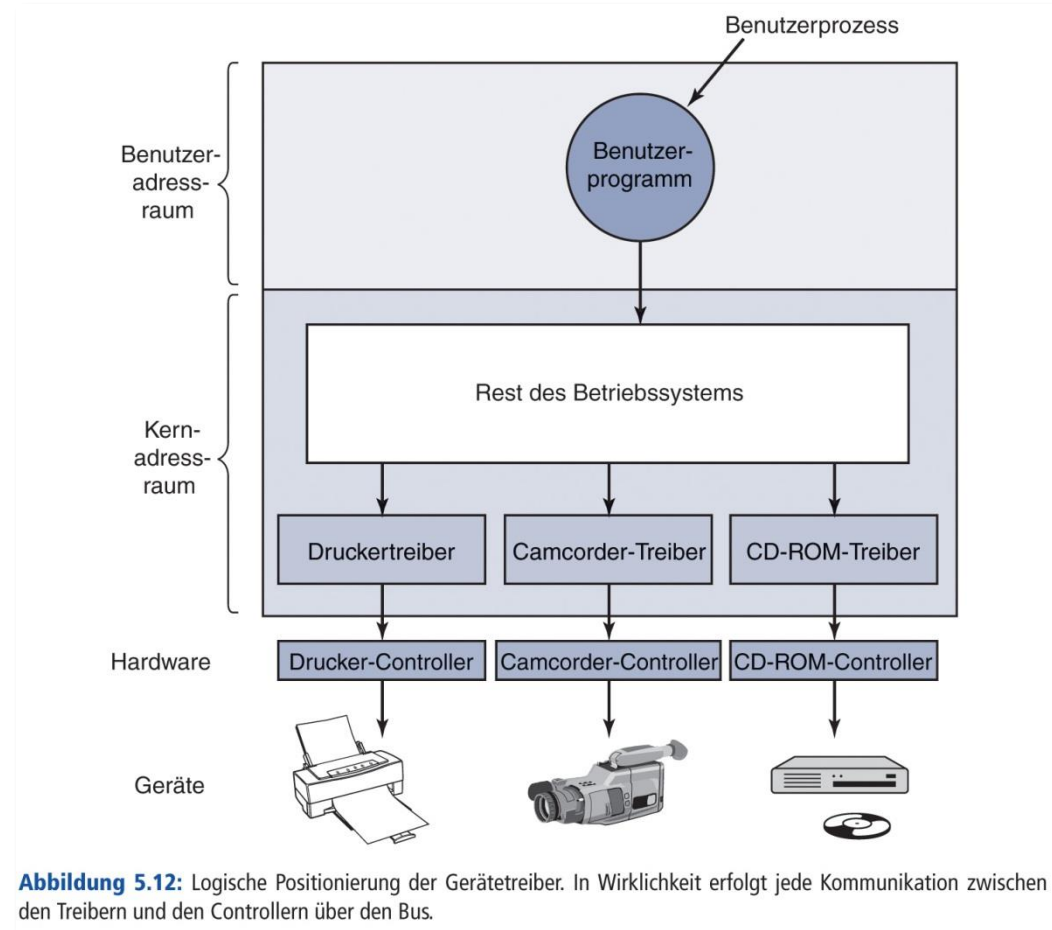 Benutzerprozess
Benutzer-
programm
Benutzer-
adress-
raum
Rest des Betriebssystems
Kern-
adress-
raum
Druckertreiber
Camcorder-Treiber
CD-ROM-Treiber
Hardware
Drucker-Controller
Camcorder-Controller
CD-ROM-Controller
Geräte
Abbildung 5.12: Logische Positionierung der Gerätetreiber. In Wirklichkeit erfolgt jede Kommunikation zwischen
den Treibern und den Controllern über den Bus.